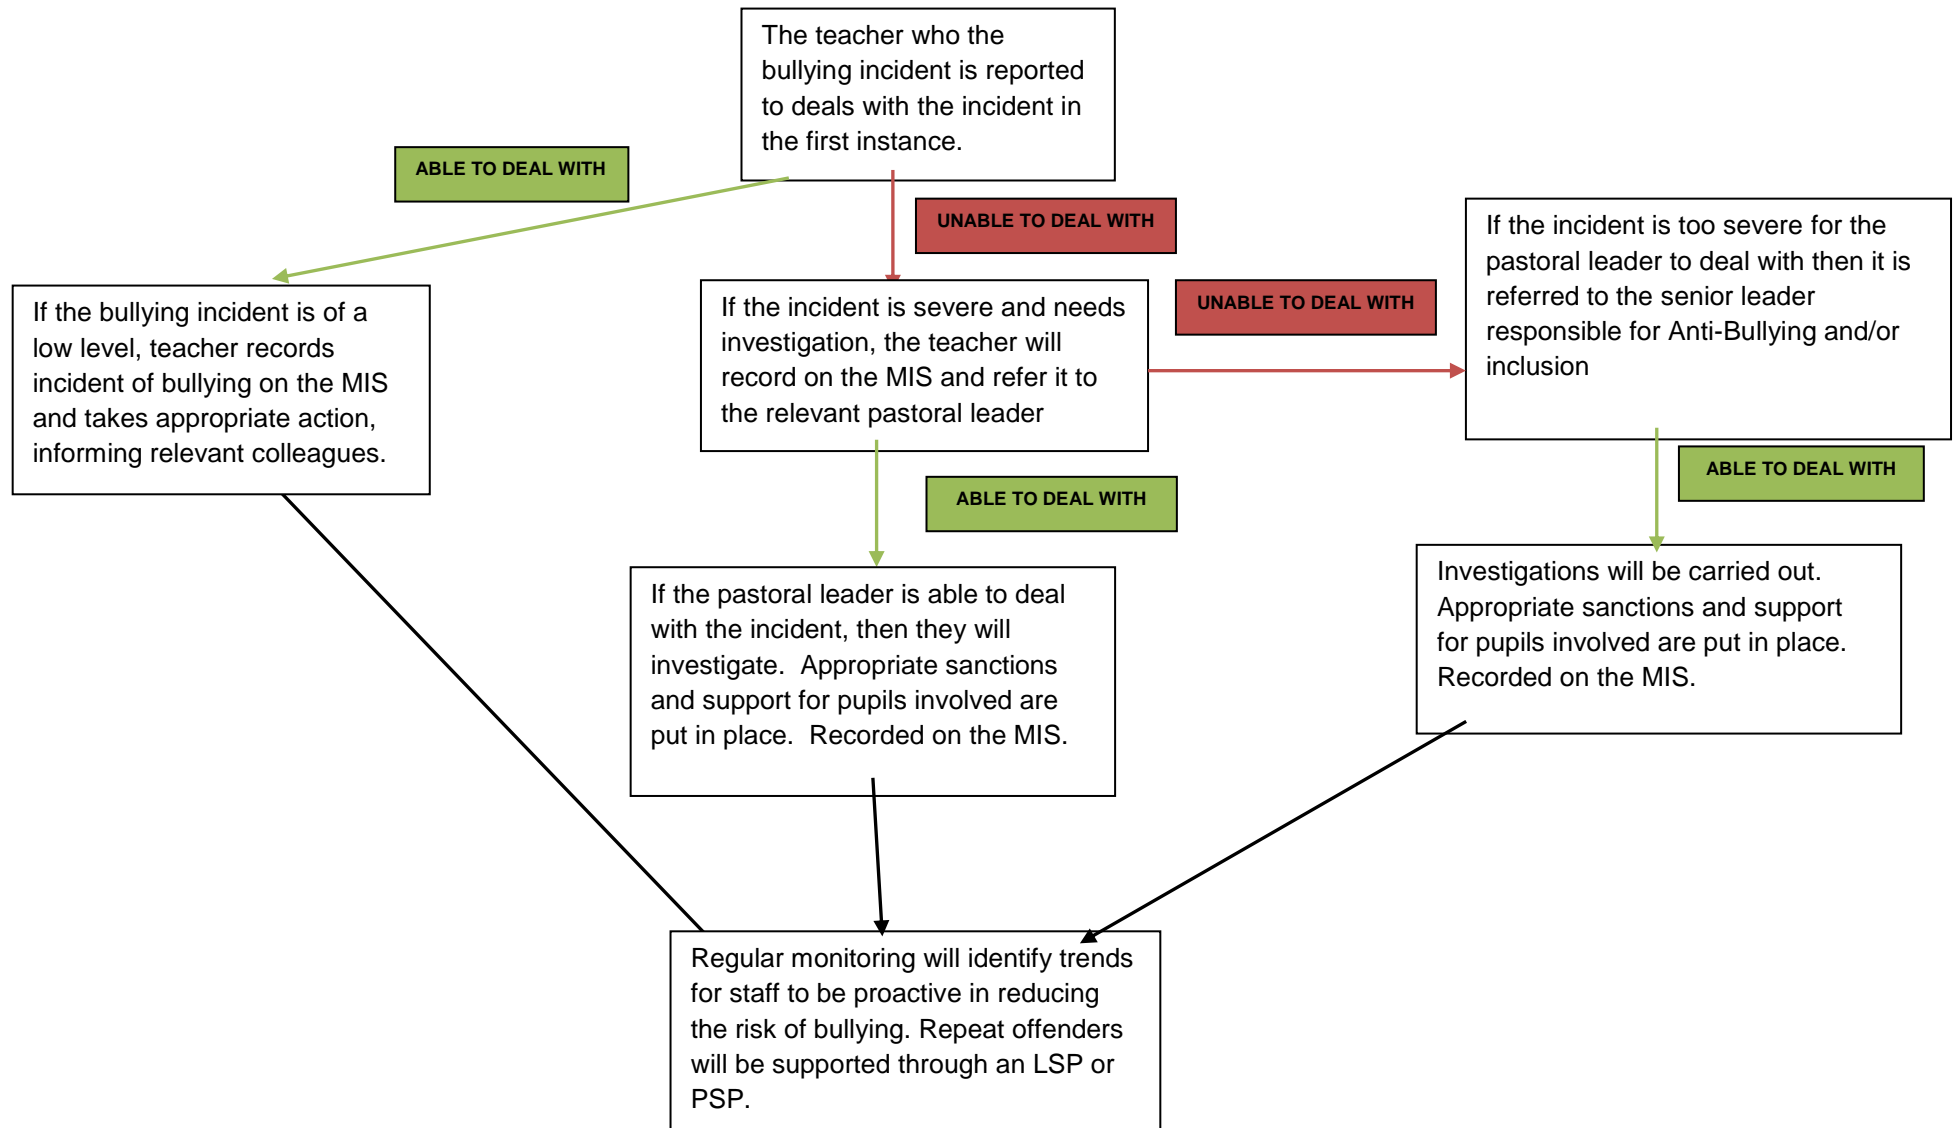 The teacher who the
bullying incident is reported
to deals with the incident in
the first instance.
ABLE TO DEAL WITH
UNABLE TO DEAL WITH
If the incident is too severe for the
pastoral leader to deal with then it is
referred to the senior leader
responsible for Anti-Bullying and/or
inclusion
If the bullying incident is of a
low level, teacher records
incident of bullying on the MIS
and takes appropriate action,
informing relevant colleagues.
If the incident is severe and needs
investigation, the teacher will
record on the MIS and refer it to
the relevant pastoral leader
UNABLE TO DEAL WITH
ABLE TO DEAL WITH
ABLE TO DEAL WITH
If the pastoral leader is able to deal
with the incident, then they will
investigate.  Appropriate sanctions
and support for pupils involved are
put in place.  Recorded on the MIS.
Investigations will be carried out.
Appropriate sanctions and support
for pupils involved are put in place.
Recorded on the MIS.
Regular monitoring will identify trends
for staff to be proactive in reducing
the risk of bullying. Repeat offenders
will be supported through an LSP or
PSP.